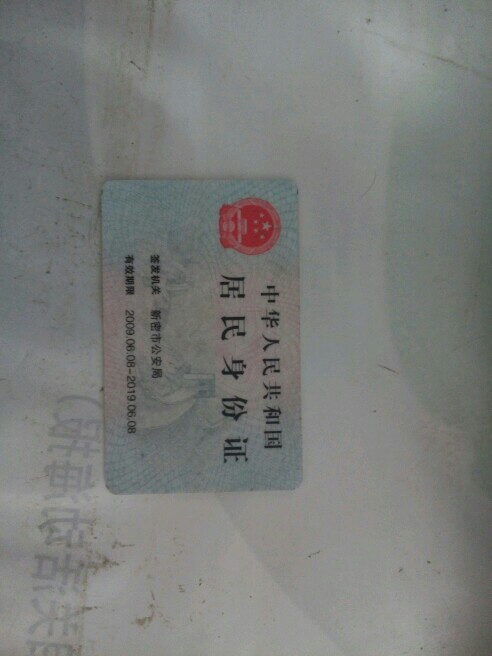 中华人民共和国
居民身份证
签发机关 新密市公安局
有效期限 2009.06.08-2019.06.08